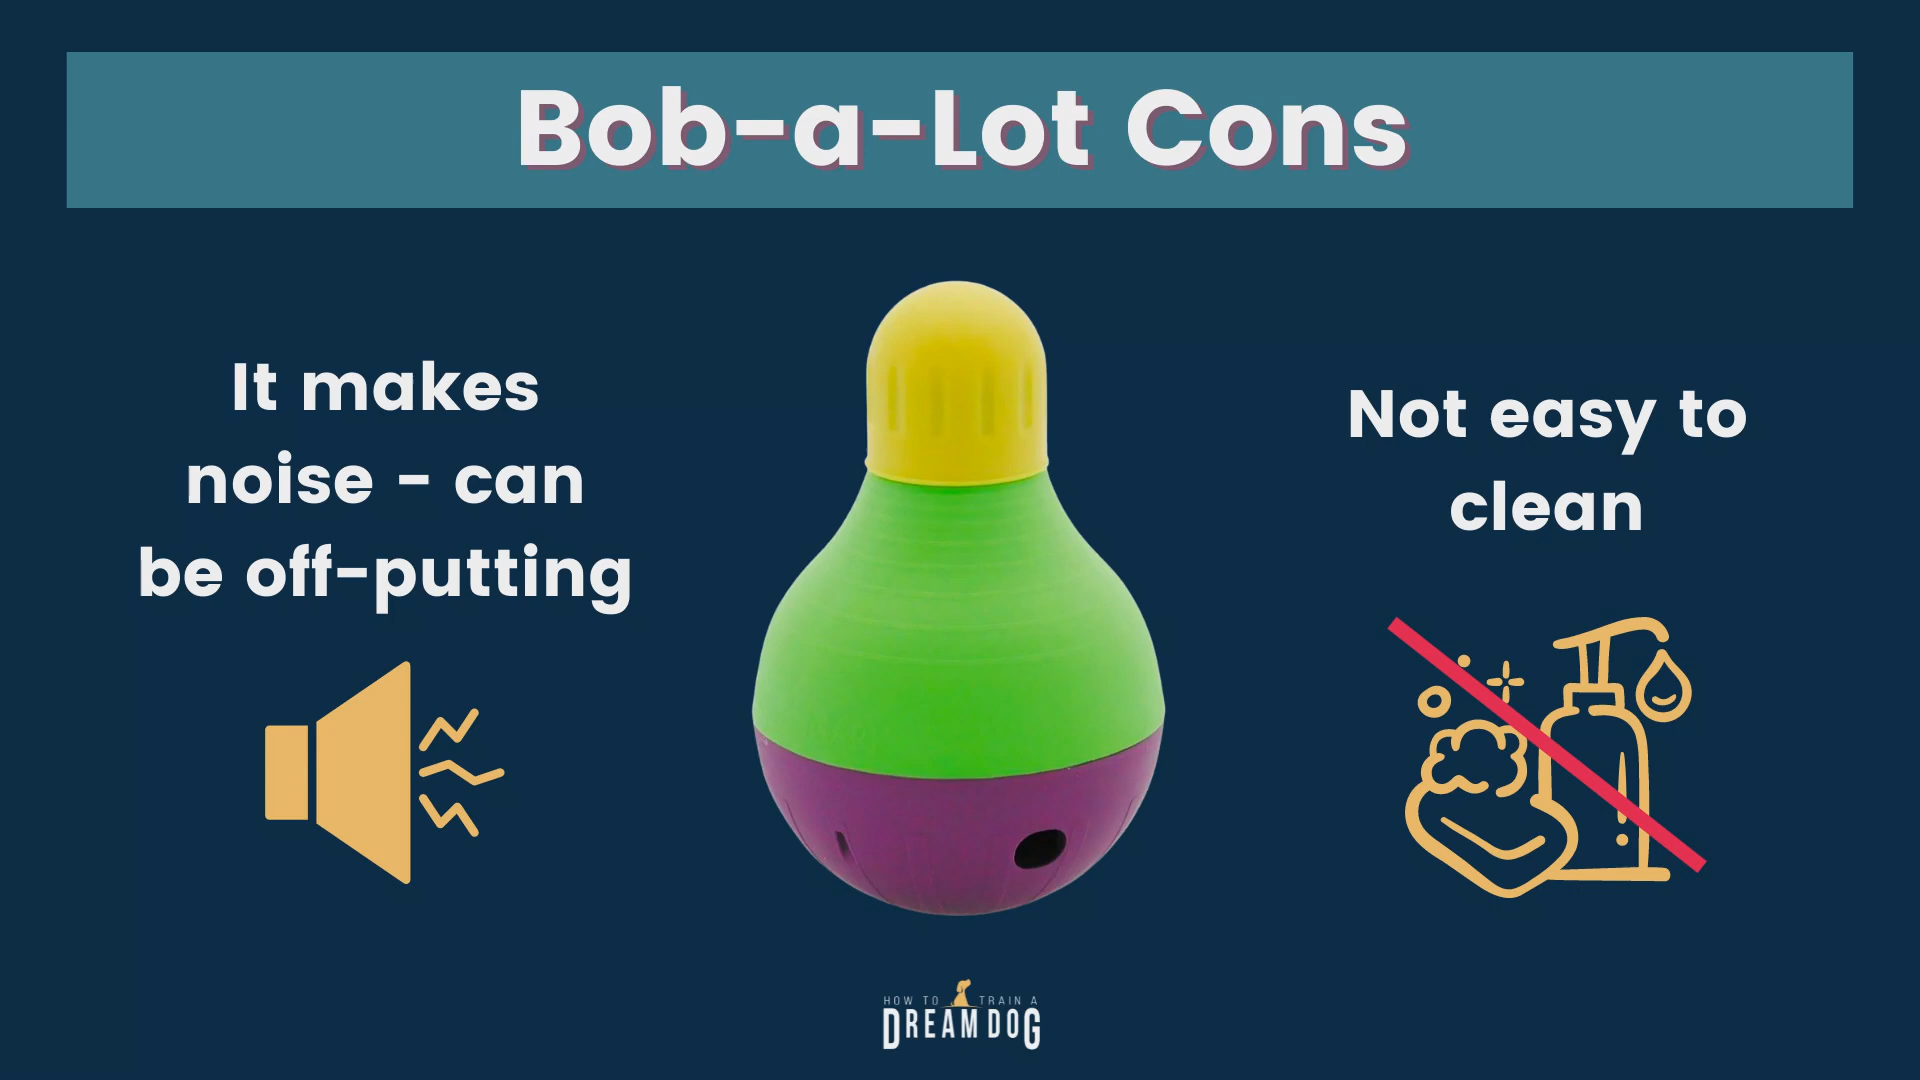 Bob-a-Lot Cons
It makes
noise - can
be off-putting
Not easy to
clean
HOW TO TRAIN A
DREAM DOG